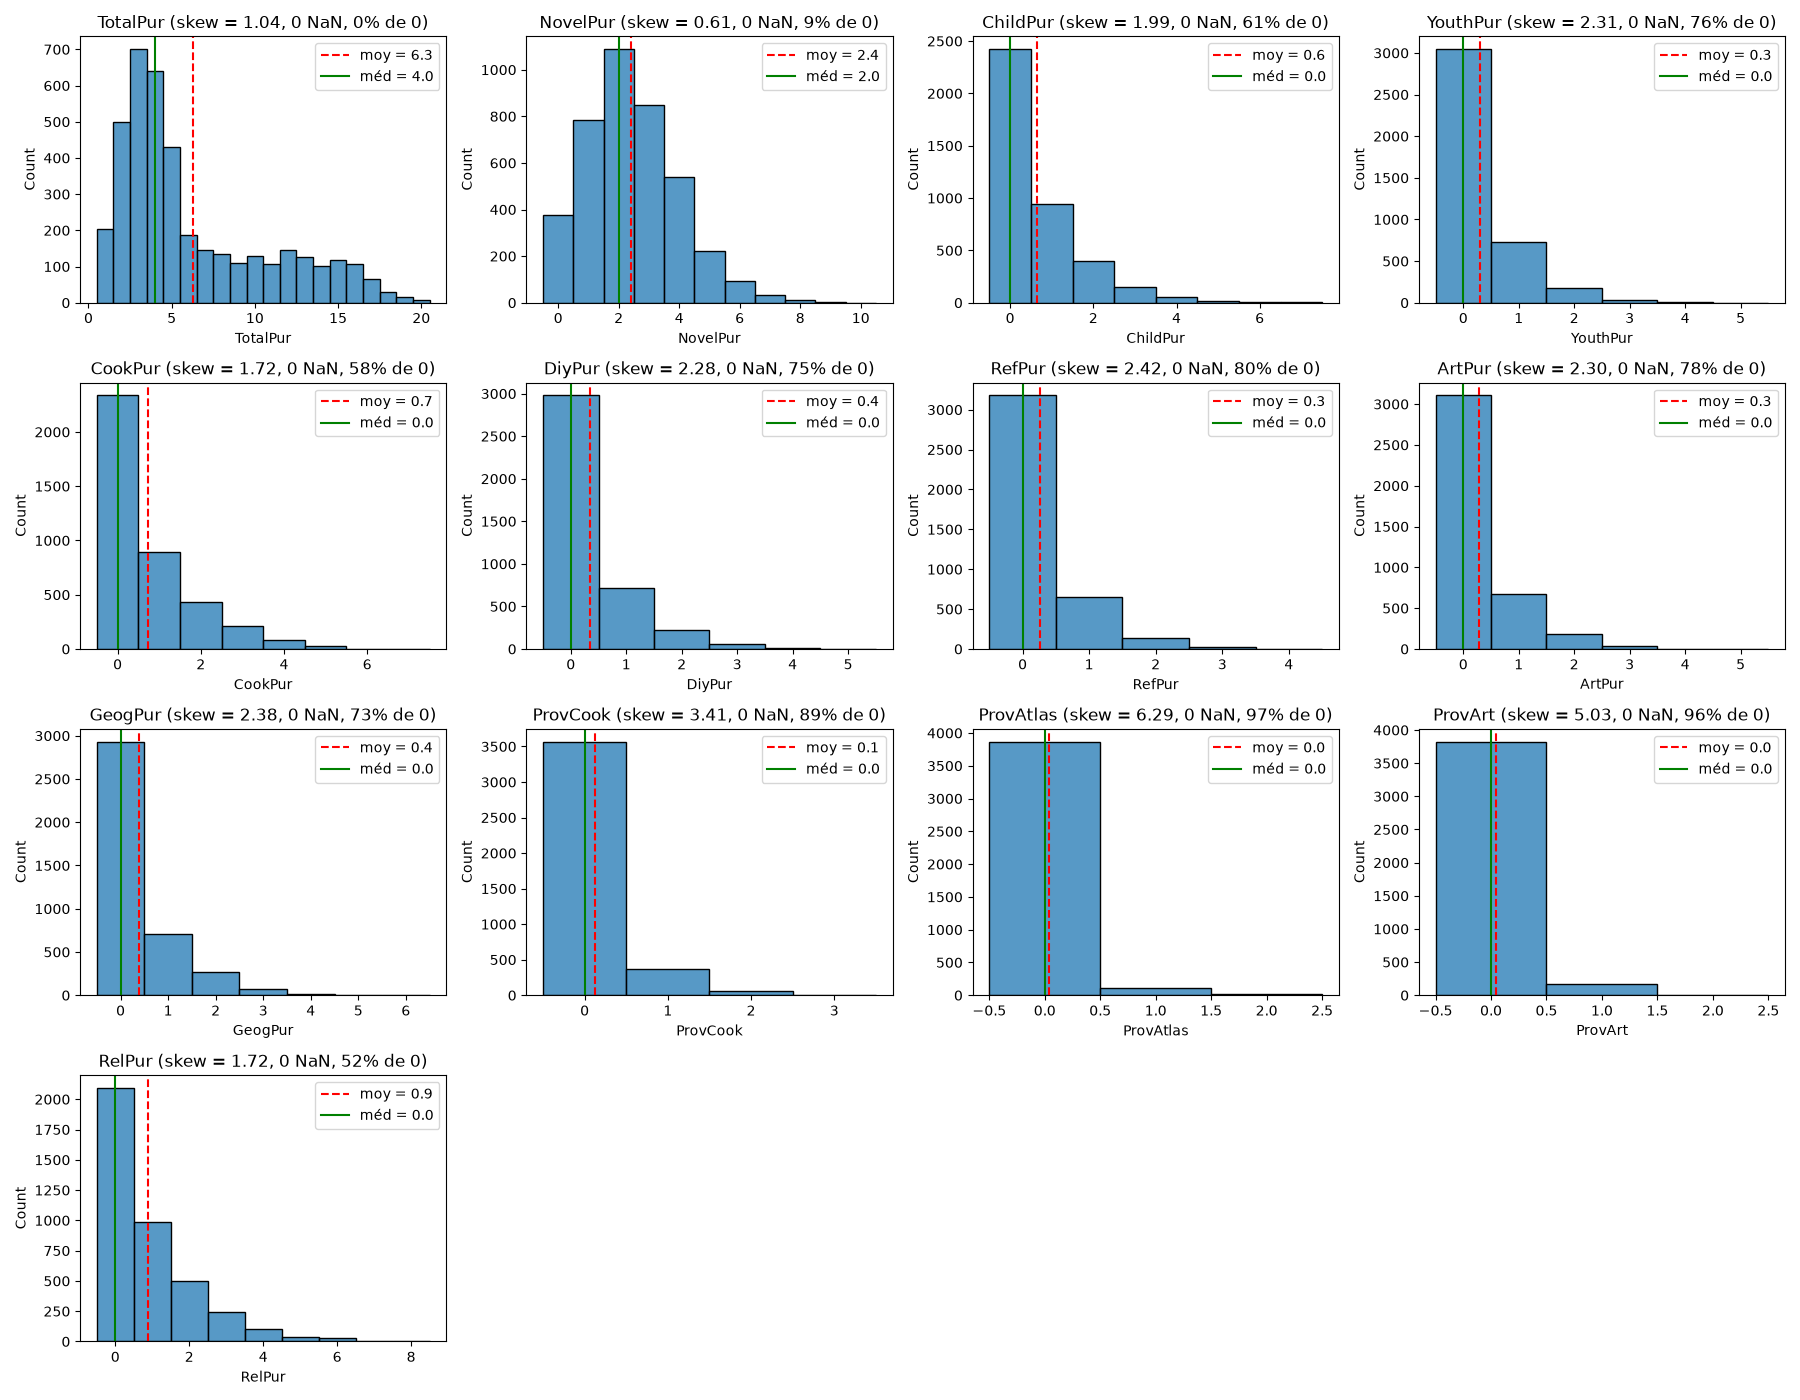 TotalPur (skew = 1.04, 0 NaN, 0% de 0)
moy = 6.3
méd = 4.0
Count
0 100 200 300 400 500 600 700
0 5 10 15 20
TotalPur
NovelPur (skew = 0.61, 0 NaN, 9% de 0)
moy = 2.4
méd = 2.0
Count
0 200 400 600 800 1000
0 2 4 6 8 10
NovelPur
ChildPur (skew = 1.99, 0 NaN, 61% de 0)
moy = 0.6
méd = 0.0
Count
0 500 1000 1500 2000 2500
0 2 4 6
ChildPur
YouthPur (skew = 2.31, 0 NaN, 76% de 0)
moy = 0.3
méd = 0.0
Count
0 500 1000 1500 2000 2500 3000
0 1 2 3 4 5
YouthPur
CookPur (skew = 1.72, 0 NaN, 58% de 0)
moy = 0.7
méd = 0.0
Count
0 500 1000 1500 2000
0 2 4 6
CookPur
DiyPur (skew = 2.28, 0 NaN, 75% de 0)
moy = 0.4
méd = 0.0
Count
0 500 1000 1500 2000 2500 3000
0 1 2 3 4 5
DiyPur
RefPur (skew = 2.42, 0 NaN, 80% de 0)
moy = 0.3
méd = 0.0
Count
0 500 1000 1500 2000 2500 3000
0 1 2 3 4
RefPur
ArtPur (skew = 2.30, 0 NaN, 78% de 0)
moy = 0.3
méd = 0.0
Count
0 500 1000 1500 2000 2500 3000
0 1 2 3 4 5
ArtPur
GeogPur (skew = 2.38, 0 NaN, 73% de 0)
moy = 0.4
méd = 0.0
Count
0 500 1000 1500 2000 2500 3000
0 1 2 3 4 5 6
GeogPur
ProvCook (skew = 3.41, 0 NaN, 89% de 0)
moy = 0.1
méd = 0.0
Count
0 500 1000 1500 2000 2500 3000 3500
0 1 2 3
ProvCook
ProvAtlas (skew = 6.29, 0 NaN, 97% de 0)
moy = 0.0
méd = 0.0
Count
0 500 1000 1500 2000 2500 3000 3500 4000
−0.5 0.0 0.5 1.0 1.5 2.0 2.5
ProvAtlas
ProvArt (skew = 5.03, 0 NaN, 96% de 0)
moy = 0.0
méd = 0.0
Count
0 500 1000 1500 2000 2500 3000 3500 4000
−0.5 0.0 0.5 1.0 1.5 2.0 2.5
ProvArt
RelPur (skew = 1.72, 0 NaN, 52% de 0)
moy = 0.9
méd = 0.0
Count
0 250 500 750 1000 1250 1500 1750 2000
0 2 4 6 8
RelPur